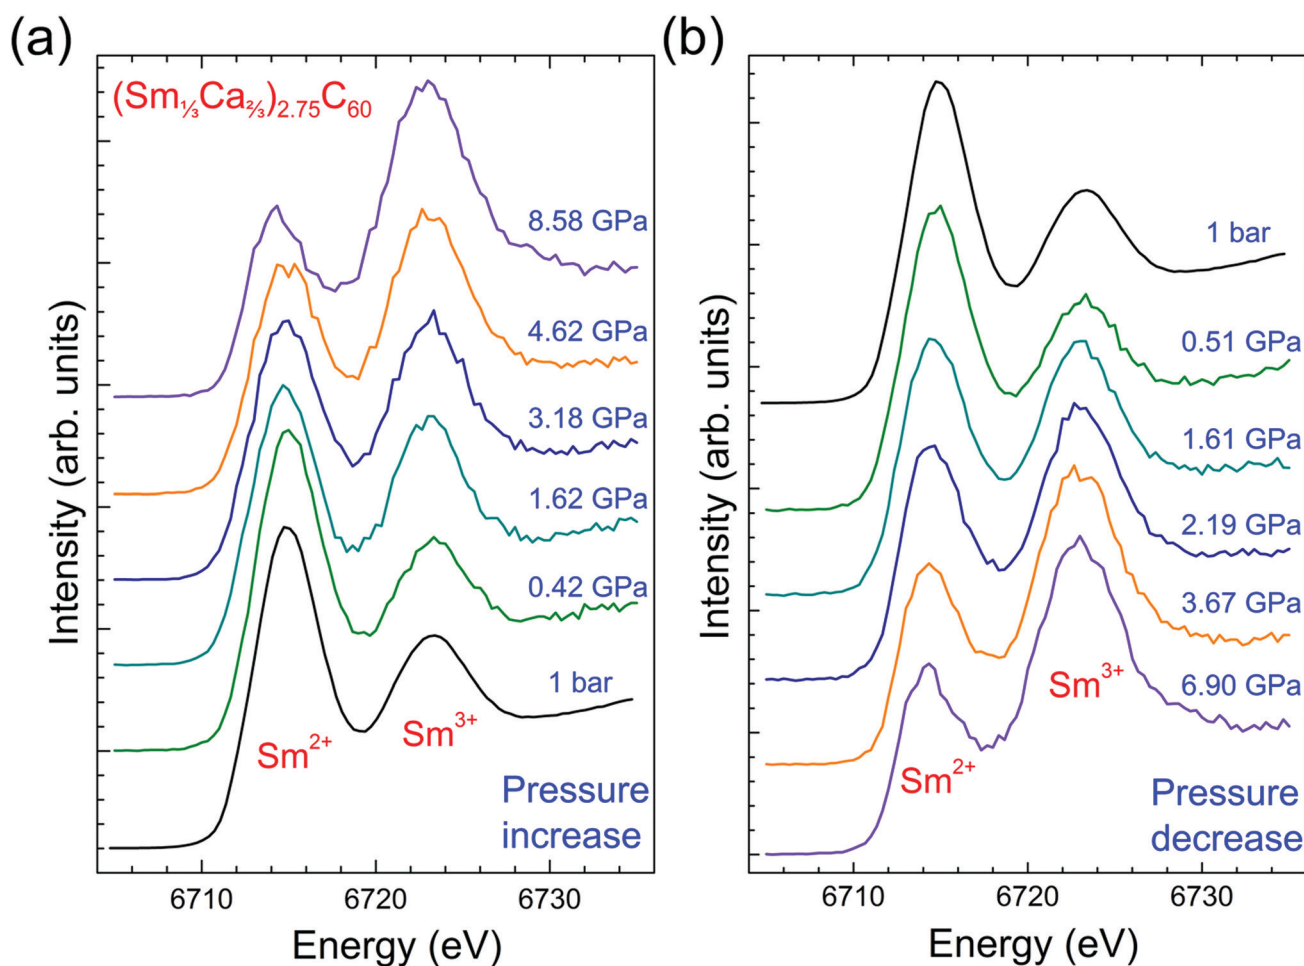 (a)
(Sm⅓Ca⅔)2.75C60
8.58 GPa
4.62 GPa
3.18 GPa
1.62 GPa
0.42 GPa
1 bar
Sm2+
Sm3+
Pressure
increase
Intensity (arb. units)
6710
6720
6730
Energy (eV)
(b)
1 bar
0.51 GPa
1.61 GPa
2.19 GPa
3.67 GPa
6.90 GPa
Sm3+
Sm2+
Pressure
decrease
Intensity (arb. units)
6710
6720
6730
Energy (eV)